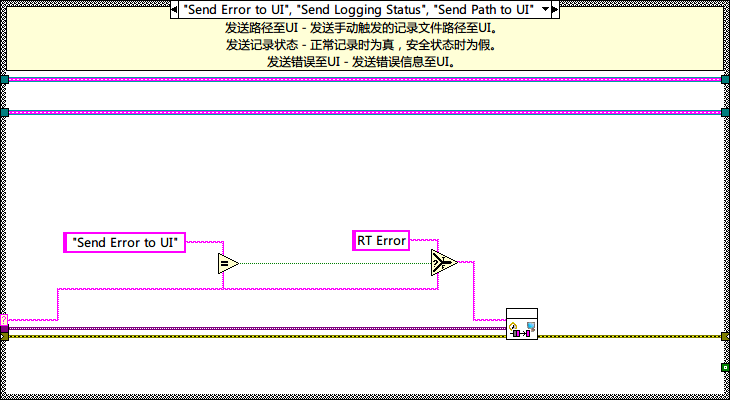 "Send Error to UI", "Send Logging Status", "Send Path to UI"
发送路径至UI - 发送手动触发的记录文件路径至UI。
发送记录状态 - 正常记录时为真，安全状态时为假。
发送错误至UI - 发送错误信息至UI。
"Send Error to UI"
RT Error
=
?
T
F
?